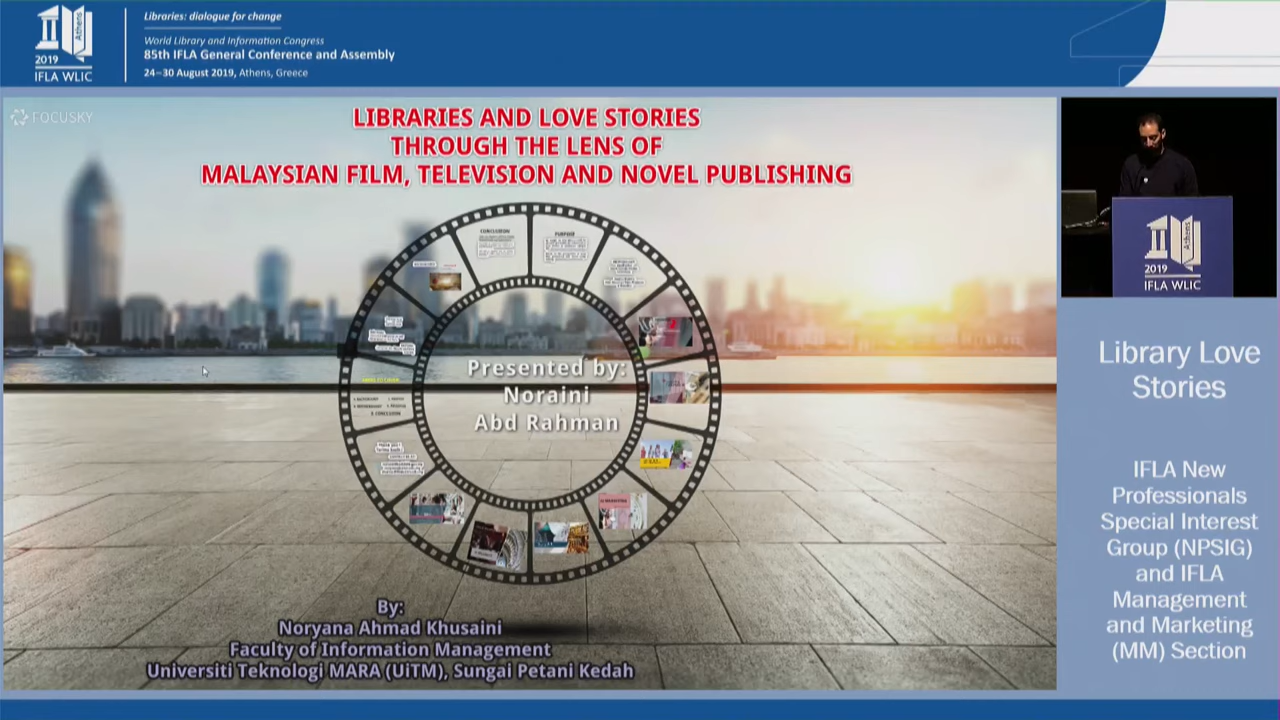 Athens
2019
IFLA WLIC
Libraries: dialogue for change
World Library and Information Congress
85th IFLA General Conference and Assembly
24–30 August 2019, Athens, Greece
FOCUSKY
LIBRARIES AND LOVE STORIES
THROUGH THE LENS OF
MALAYSIAN FILM, TELEVISION AND NOVEL PUBLISHING
CONCLUSION
PURPOSE
Presented by:
Noraini
Abd Rahman
By:
Noryana Ahmad Khusaini
Faculty of Information Management
Universiti Teknologi MARA (UiTM), Sungai Petani Kedah
Athens
2019
IFLA WLIC
Library Love
Stories
IFLA New
Professionals
Special Interest
Group (NPSIG)
and IFLA
Management
and Marketing
(MM) Section